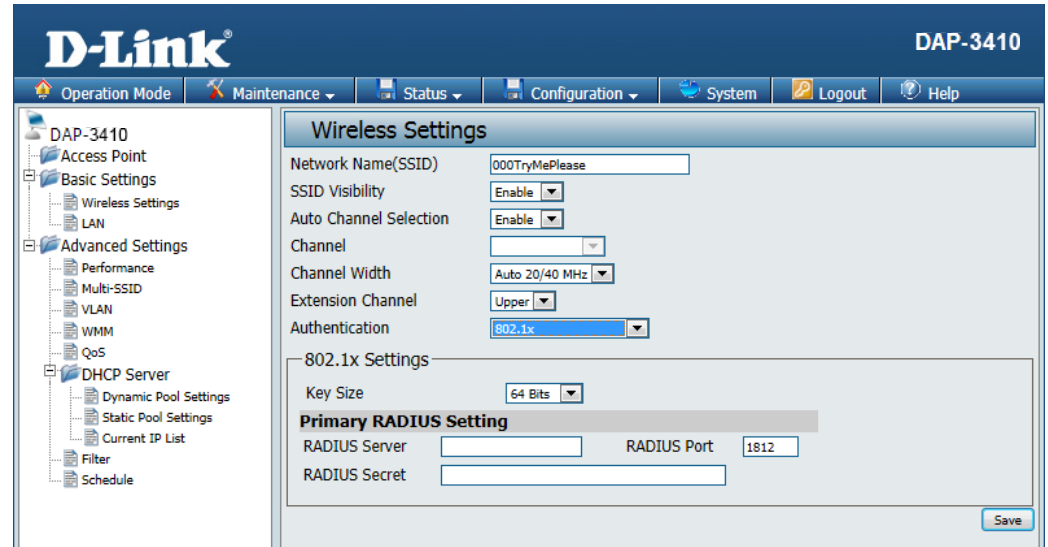 D-Link®
DAP-3410
Operation Mode Maintenance Status Configuration System Logout Help
DAP-3410
Access Point
Basic Settings
Wireless Settings
LAN
Advanced Settings
Performance
Multi-SSID
VLAN
WMM
QoS
DHCP Server
Dynamic Pool Settings
Static Pool Settings
Current IP List
Filter
Schedule
Wireless Settings
Network Name(SSID) 000TryMePlease
SSID Visibility Enable
Auto Channel Selection Enable
Channel
Channel Width Auto 20/40 MHz
Extension Channel Upper
Authentication 802.1x
802.1x Settings
Key Size 64 Bits
Primary RADIUS Setting
RADIUS Server RADIUS Port 1812
RADIUS Secret
Save